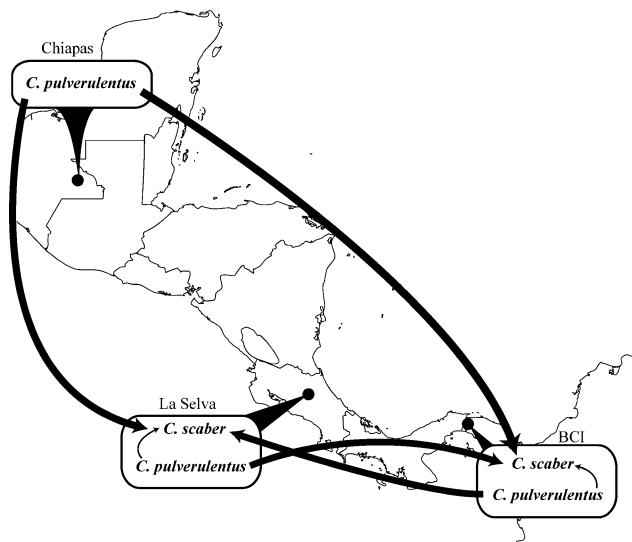 Chiapas
C. pulverulentus
La Selva
C. scaber
C. pulverulentus
BCI
C. scaber
C. pulverulentus